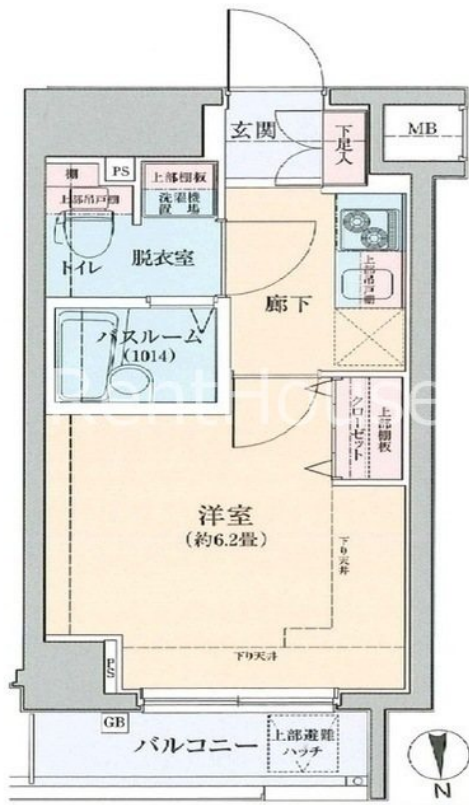 玄関
下足入
MB
棚
PS
上部棚板
洗濯機
置場
上部吊戸棚
トイレ
脱衣室
廊下
上部吊戸棚
バスルーム
(1014)
RentHouse
クローゼット
上部棚板
洋室
(約6.2畳)
下り天井
下り天井
PS
GB
バルコニー
上部避難
ハッチ
N